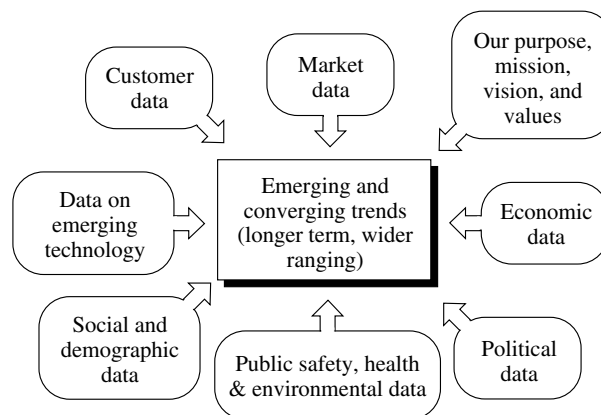 Customer
data
Market
data
Our purpose,
mission,
vision, and
values
Data on
emerging
technology
Emerging and
converging trends
(longer term, wider
ranging)
Economic
data
Social and
demographic
data
Public safety, health
& environmental data
Political
data